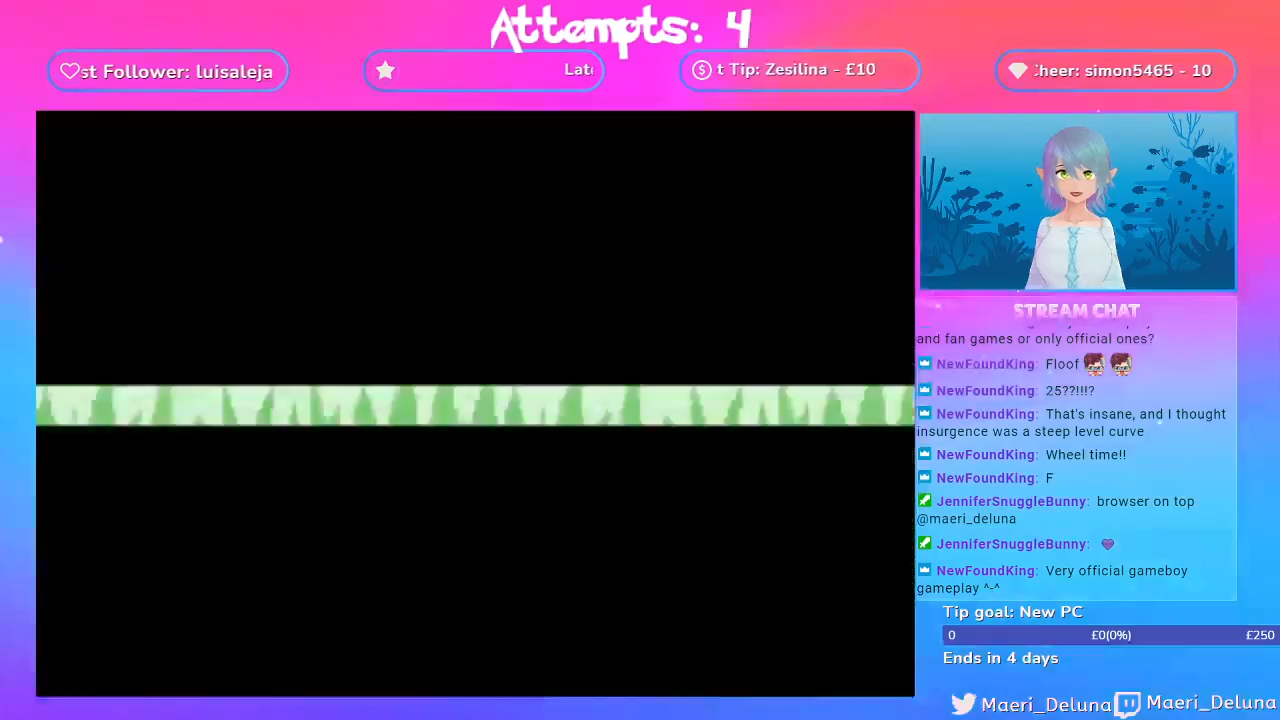 Attempts: 4
st Follower: luisaleja
Lat
t Tip: Zesilina - £10
heer: simon5465 - 10
STREAM CHAT
and fan games or only official ones?
NewFoundKing: Floof
NewFoundKing: 25??!!!?
NewFoundKing: That's insane, and I thought
insurgence was a steep level curve
NewFoundKing: Wheel time!!
NewFoundKing: F
JenniferSnuggleBunny: browser on top
@maeri_deluna
JenniferSnuggleBunny: 
NewFoundKing: Very official gameboy
gameplay ^-^
Tip goal: New PC
0 £0(0%) £250
Ends in 4 days
Maeri_Deluna Maeri_Deluna